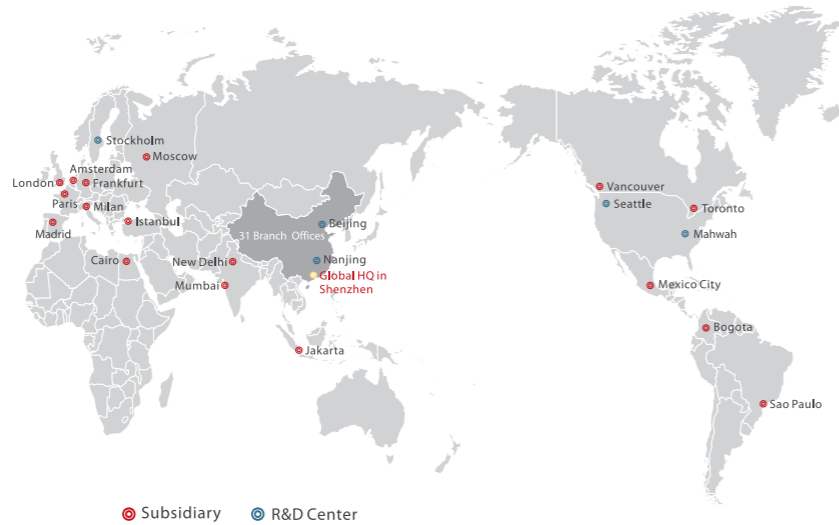 Stockholm
Moscow
Amsterdam
London
Frankfurt
Paris
Milan
Istanbul
Madrid
Cairo
31 Branch Offices
Beijing
Nanjing
New Delhi
Global HQ in
Shenzhen
Mumbai
Jakarta
Vancouver
Seattle
Toronto
Mahwah
Mexico City
Bogota
Sao Paulo
Subsidiary
R&D Center